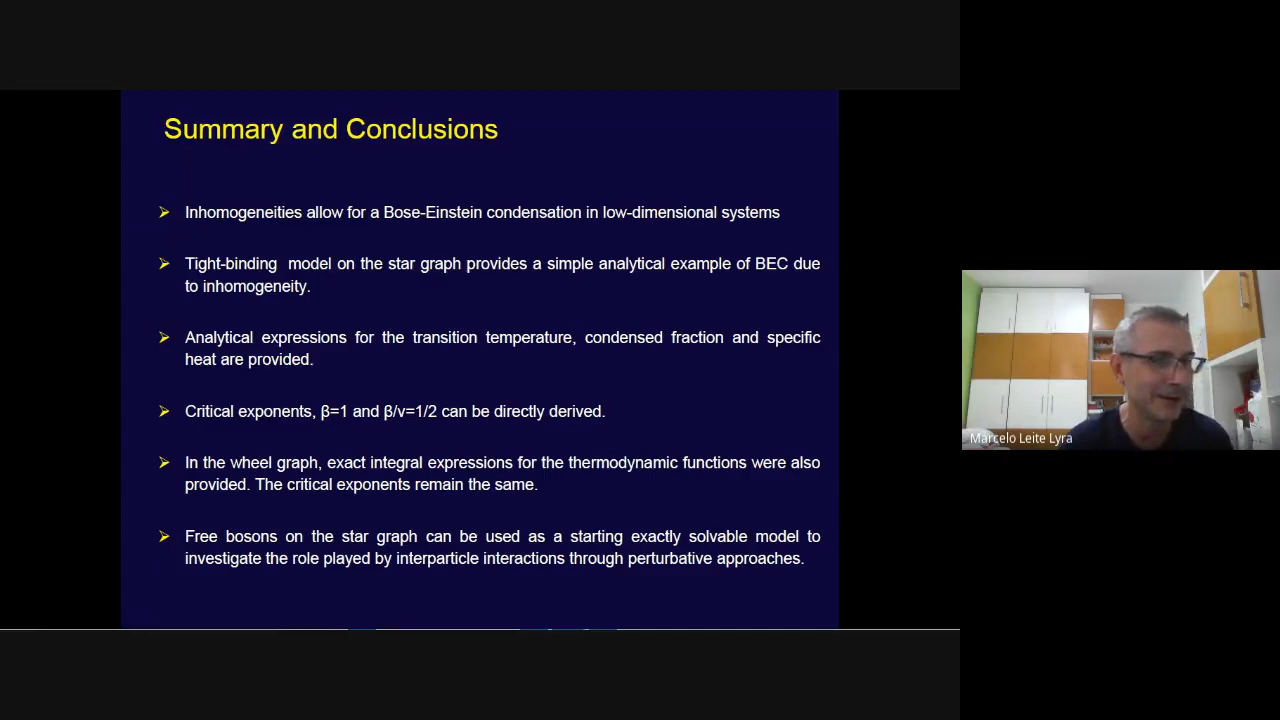 Summary and Conclusions
Inhomogeneities allow for a Bose-Einstein condensation in low-dimensional systems
Tight-binding model on the star graph provides a simple analytical example of BEC due
to inhomogeneity.
Analytical expressions for the transition temperature, condensed fraction and specific
heat are provided.
Critical exponents, β=1 and β/ν=1/2 can be directly derived.
In the wheel graph, exact integral expressions for the thermodynamic functions were also
provided. The critical exponents remain the same.
Free bosons on the star graph can be used as a starting exactly solvable model to
investigate the role played by interparticle interactions through perturbative approaches.
Marcelo Leite Lyra